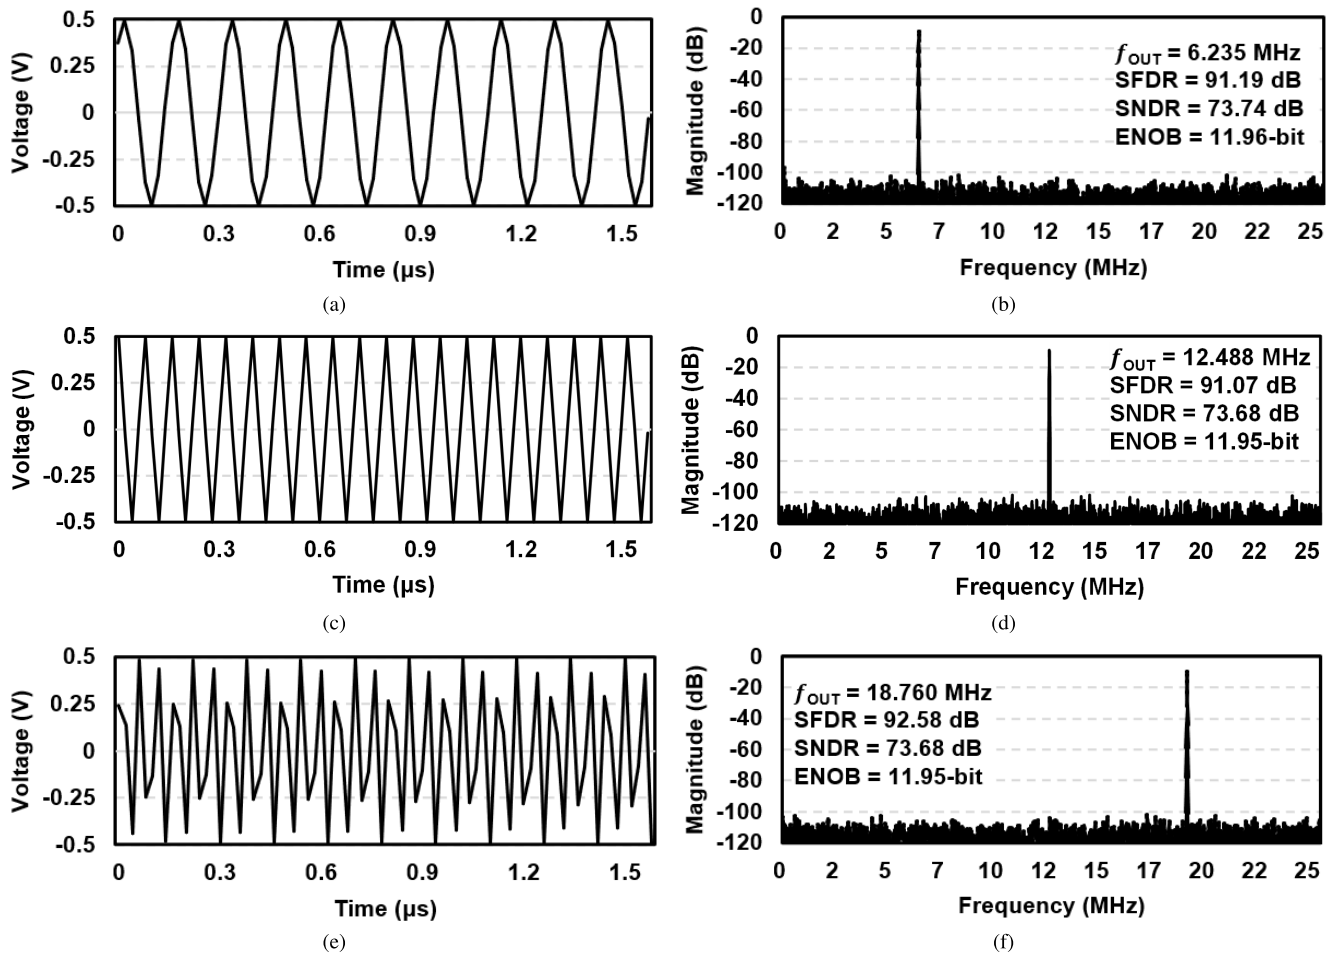 0.5
0.25
0
-0.25
-0.5
Voltage (V)
0 0.3 0.6 0.9 1.2 1.5
Time (µs)
(a)
0
-20
-40
-60
-80
-100
-120
Magnitude (dB)
fOUT = 6.235 MHz
SFDR = 91.19 dB
SNDR = 73.74 dB
ENOB = 11.96-bit
0 2 5 7 10 12 15 17 20 22 25
Frequency (MHz)
(b)
0.5
0.25
0
-0.25
-0.5
Voltage (V)
0 0.3 0.6 0.9 1.2 1.5
Time (µs)
(c)
0
-20
-40
-60
-80
-100
-120
Magnitude (dB)
fOUT = 12.488 MHz
SFDR = 91.07 dB
SNDR = 73.68 dB
ENOB = 11.95-bit
0 2 5 7 10 12 15 17 20 22 25
Frequency (MHz)
(d)
0.5
0.25
0
-0.25
-0.5
Voltage (V)
0 0.3 0.6 0.9 1.2 1.5
Time (µs)
(e)
0
-20
-40
-60
-80
-100
-120
Magnitude (dB)
fOUT = 18.760 MHz
SFDR = 92.58 dB
SNDR = 73.68 dB
ENOB = 11.95-bit
0 2 5 7 10 12 15 17 20 22 25
Frequency (MHz)
(f)